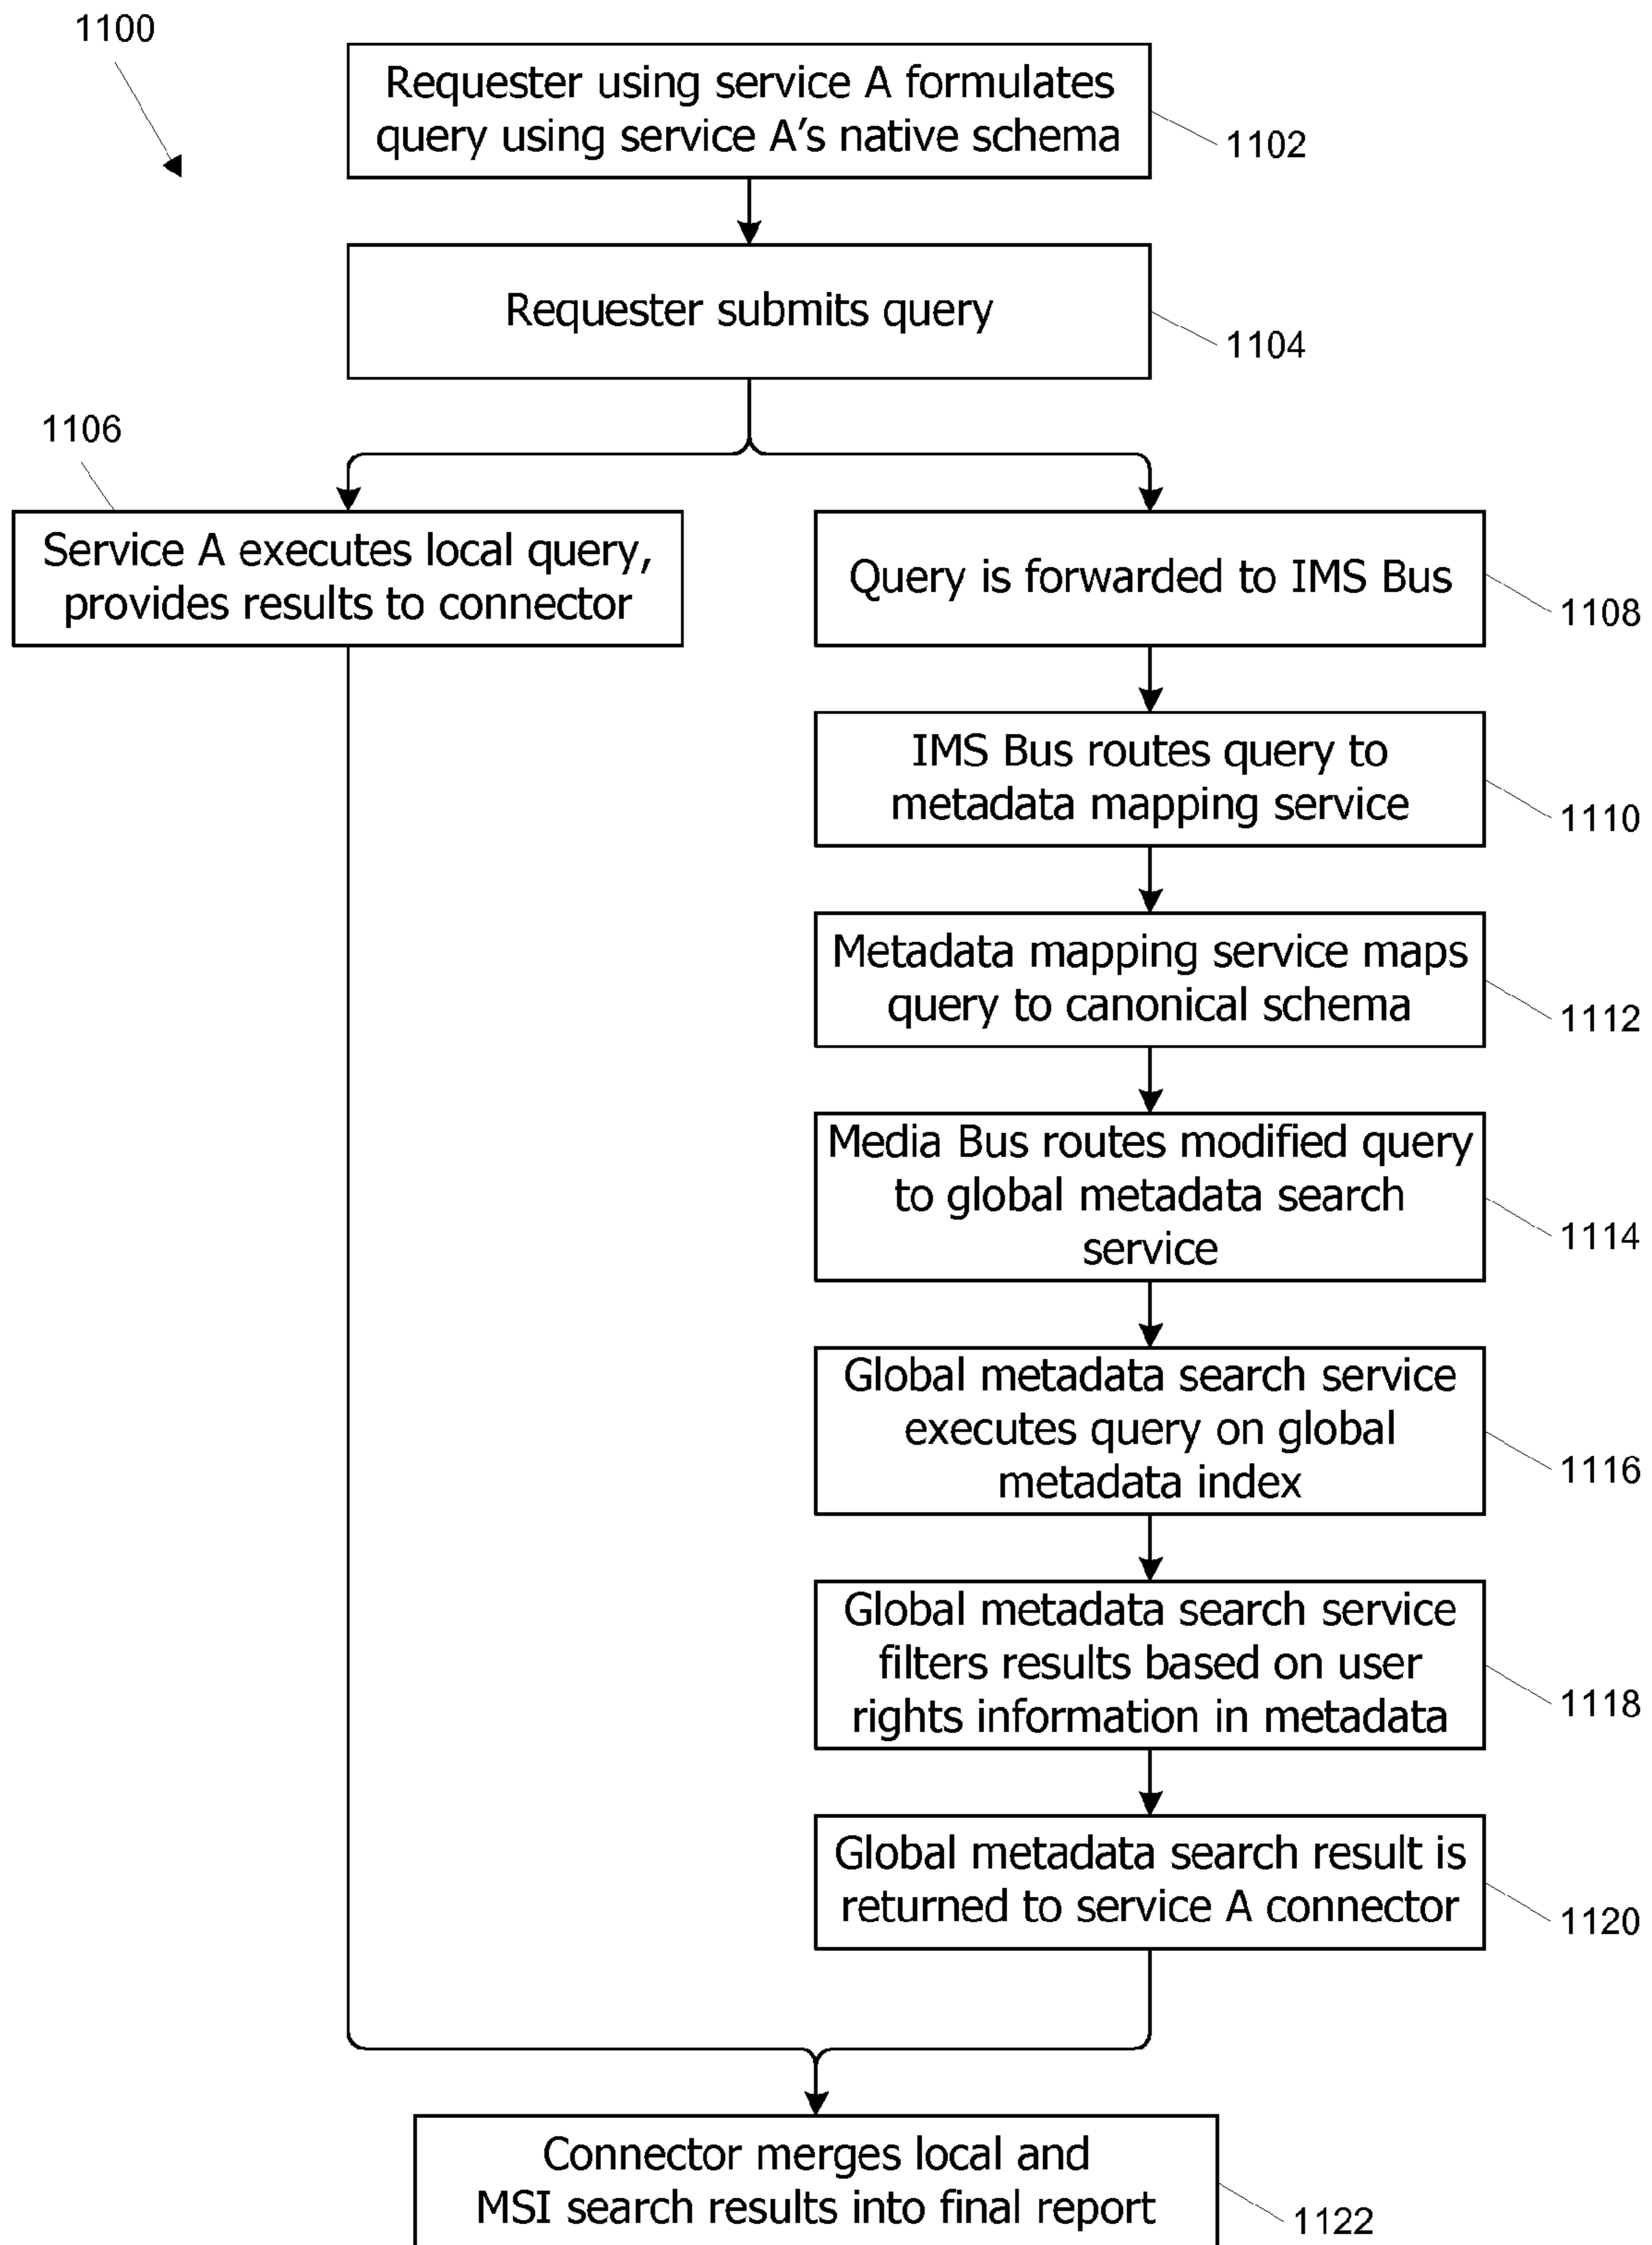 1100
Requester using service A formulates
query using service A's native schema
1102
Requester submits query
1104
1106
Service A executes local query,
provides results to connector
Query is forwarded to IMS Bus
1108
IMS Bus routes query to
metadata mapping service
1110
Metadata mapping service maps
query to canonical schema
1112
Media Bus routes modified query
to global metadata search
service
1114
Global metadata search service
executes query on global
metadata index
1116
Global metadata search service
filters results based on user
rights information in metadata
1118
Global metadata search result is
returned to service A connector
1120
Connector merges local and
MSI search results into final report
1122